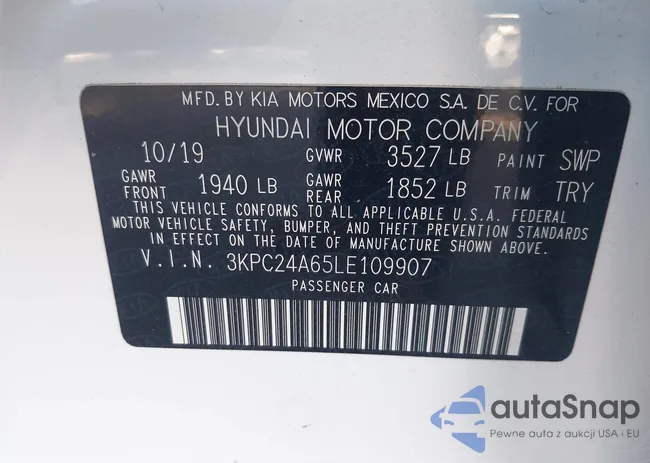 MFD. BY KIA MOTORS MEXICO S.A. DE C.V. FOR
HYUNDAI MOTOR COMPANY
10/19 GVWR 3527 LB PAINT SWP
GAWR FRONT 1940 LB GAWR REAR 1852 LB TRIM TRY
THIS VEHICLE CONFORMS TO ALL APPLICABLE U.S.A. FEDERAL
MOTOR VEHICLE SAFETY, BUMPER, AND THEFT PREVENTION STANDARDS
IN EFFECT ON THE DATE OF MANUFACTURE SHOWN ABOVE.
V.I.N. 3KPC24A65LE109907
PASSENGER CAR
autaSnap
Pewne auta z aukcji USA i EU